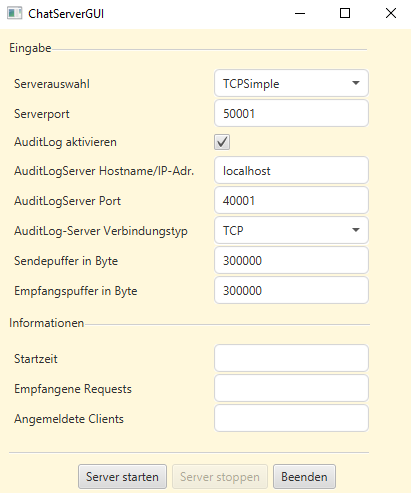 ChatServerGUI
Eingabe
Serverauswahl TCPSimple
Serverport 50001
AuditLog aktivieren
AuditLogServer Hostname/IP-Adr. localhost
AuditLogServer Port 40001
AuditLog-Server Verbindungstyp TCP
Sendepuffer in Byte 300000
Empfangspuffer in Byte 300000
Informationen
Startzeit
Empfangene Requests
Angemeldete Clients
Server starten Server stoppen Beenden